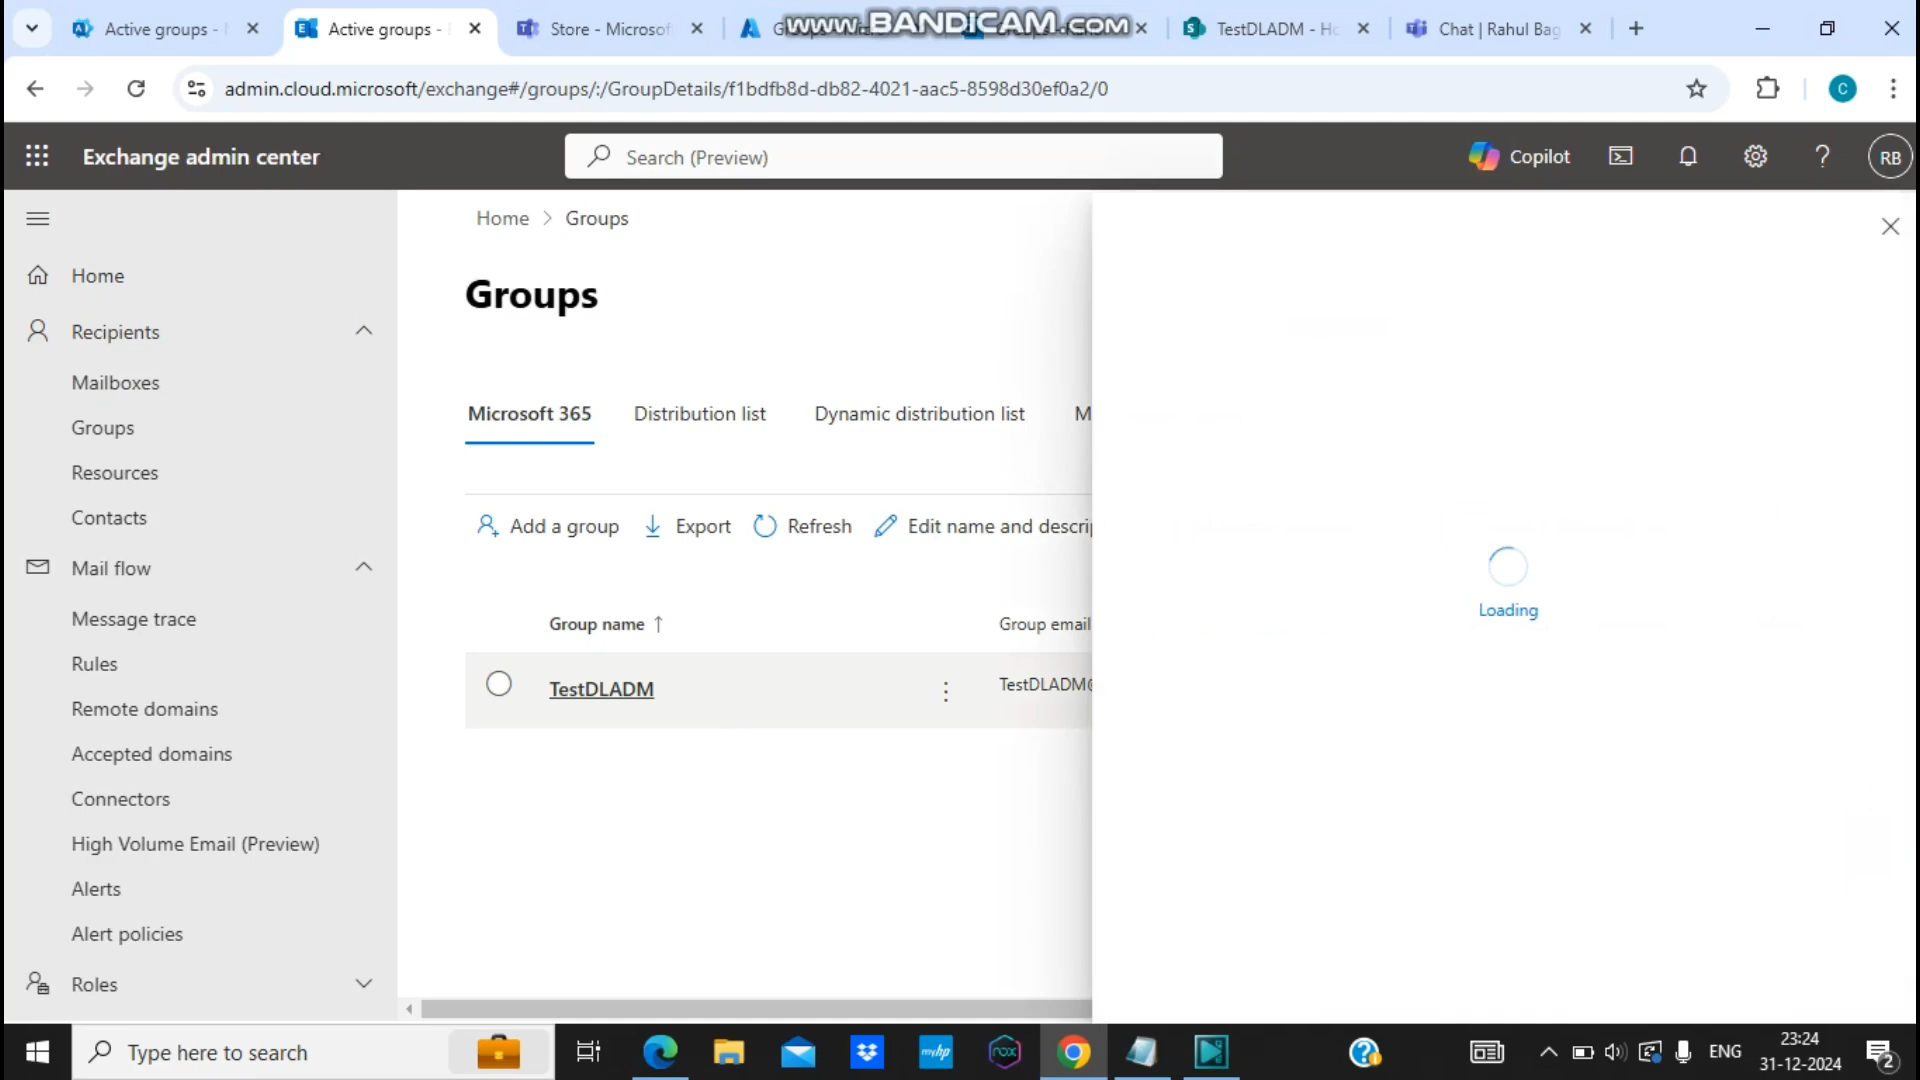 Active groups -
Active groups -
Store - Microsof
www.BANDICAM.com
TestDLADM - Ho
Chat | Rahul Bag
admin.cloud.microsoft/exchange#/groups/:/GroupDetails/f1bdfb8d-db82-4021-aac5-8598d30ef0a2/0
C
Exchange admin center
Search (Preview)
Copilot
RB
Home
Recipients
Mailboxes
Groups
Resources
Contacts
Mail flow
Message trace
Rules
Remote domains
Accepted domains
Connectors
High Volume Email (Preview)
Alerts
Alert policies
Roles
Home > Groups
Groups
Microsoft 365
Distribution list
Dynamic distribution list
M
Add a group
Export
Refresh
Edit name and descrip
Group name ↑
Group email
TestDLADM
TestDLADM@
Loading
Type here to search
myhp
nox
ENG
23:24
31-12-2024
2